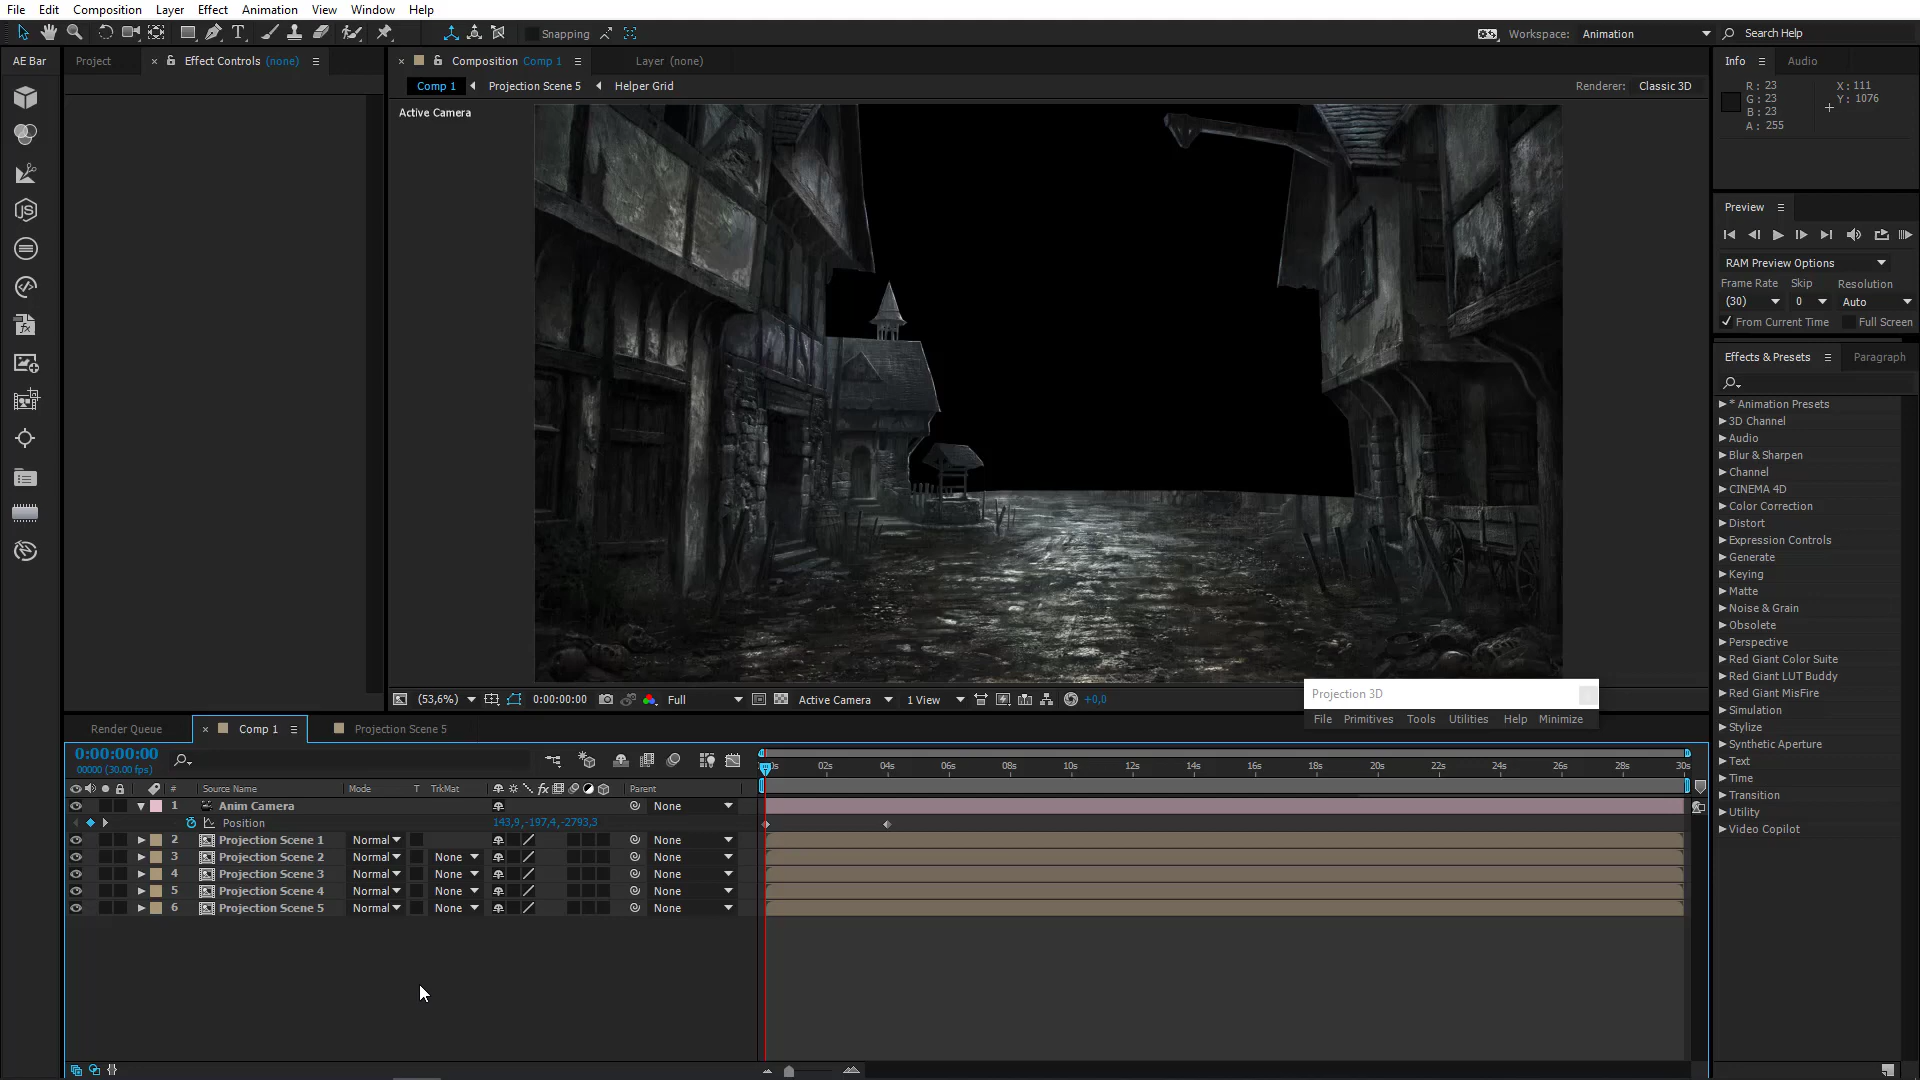 File Edit Composition Layer Effect Animation View Window Help
Snapping
Workspace: Animation
Search Help
AE Bar
Project
× Effect Controls (none)
× Composition Comp 1
Layer (none)
Comp 1 Projection Scene 5 Helper Grid
Renderer: Classic 3D
Active Camera
Info Audio
R: 23
G: 23
B: 23
A: 255
X: 111
Y: 1076
Preview
RAM Preview Options
Frame Rate Skip Resolution
(30) 0 Auto
From Current Time Full Screen
Effects & Presets Paragraph
* Animation Presets
3D Channel
Audio
Blur & Sharpen
Channel
CINEMA 4D
Color Correction
Distort
Expression Controls
Generate
Keying
Matte
Noise & Grain
Obsolete
Perspective
Red Giant Color Suite
Red Giant LUT Buddy
Red Giant MisFire
Simulation
Stylize
Synthetic Aperture
Text
Time
Transition
Utility
Video Copilot
(53,6%) 0:00:00:00 Full Active Camera 1 View +0,0
Projection 3D
File Primitives Tools Utilities Help Minimize
Render Queue × Comp 1 Projection Scene 5
0:00:00:00
00000 (30.00 fps)
02s 04s 06s 08s 10s 12s 14s 16s 18s 20s 22s 24s 26s 28s 30s
# Source Name Mode T TrkMat fx Parent
1 Anim Camera None
Position 143,9,-197,4,-2793,3
2 Projection Scene 1 Normal None
3 Projection Scene 2 Normal None None
4 Projection Scene 3 Normal None None
5 Projection Scene 4 Normal None None
6 Projection Scene 5 Normal None None